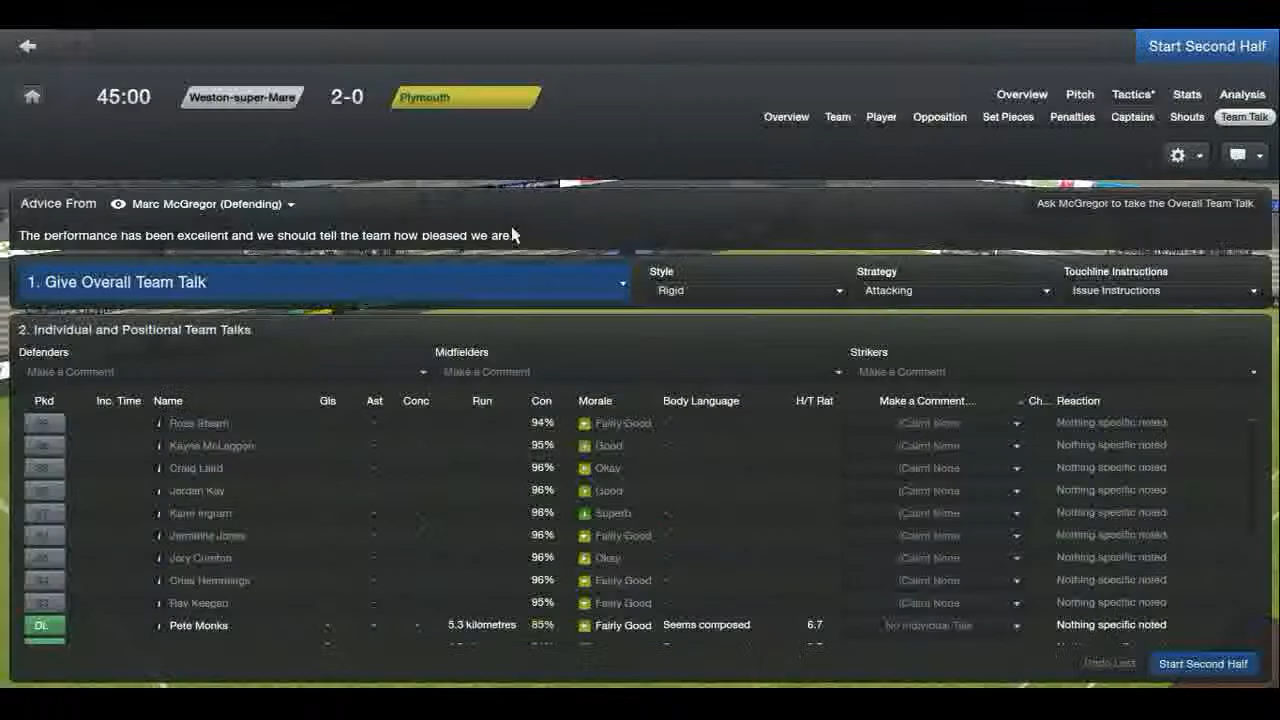 Start Second Half
45:00 Weston-super-Mare 2-0 Plymouth
Overview Pitch Tactics* Stats Analysis
Overview Team Player Opposition Set Pieces Penalties Captains Shouts Team Talk
Advice From Marc McGregor (Defending) Ask McGregor to take the Overall Team Talk
The performance has been excellent and we should tell the team how pleased we are.
1. Give Overall Team Talk
Style Strategy Touchline Instructions
Rigid Attacking Issue Instructions
2. Individual and Positional Team Talks
Defenders Midfielders Strikers
Make a Comment Make a Comment Make a Comment
Pkd Inc. Time Name Gls Ast Conc Run Con Morale Body Language H/T Rat Make a Comment... Ch... Reaction
94% Fairly Good Nothing specific noted
95% Good Nothing specific noted
Craig Laird 96% Okay Nothing specific noted
Jordan Kay 96% Good Nothing specific noted
Kane Ingram 96% Superb Nothing specific noted
Jermaine Jones 96% Fairly Good Nothing specific noted
96% Okay Nothing specific noted
Chas Hemmings 96% Fairly Good Nothing specific noted
Ray Keegan 95% Fairly Good Nothing specific noted
DL Pete Monks - - - 5.3 kilometres 85% Fairly Good Seems composed 6.7 No Individual Talk Nothing specific noted
Undo Last Start Second Half